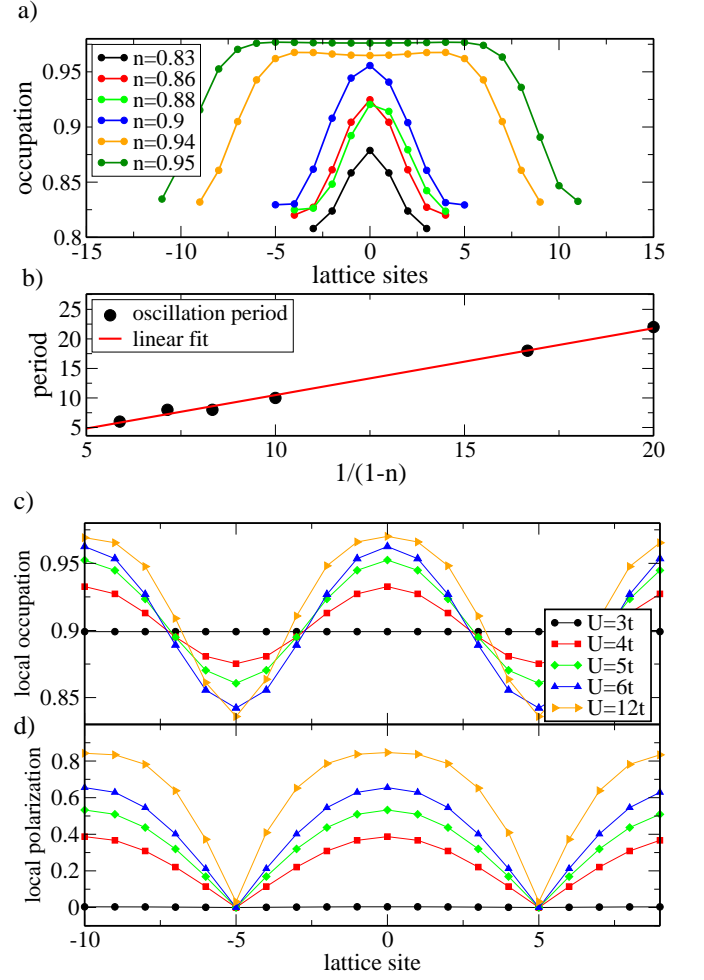 a)
0.95
0.9
0.85
0.8
occupation
n=0.83
n=0.86
n=0.88
n=0.9
n=0.94
n=0.95
-15 -10 -5 0 5 10 15
lattice sites
b)
25
20
15
10
5
period
oscillation period
linear fit
5 10 15 20
1/(1-n)
c)
0.95
0.9
0.85
local occupation
U=3t
U=4t
U=5t
U=6t
U=12t
d)
0.8
0.6
0.4
0.2
0
local polarization
-10 -5 0 5
lattice site